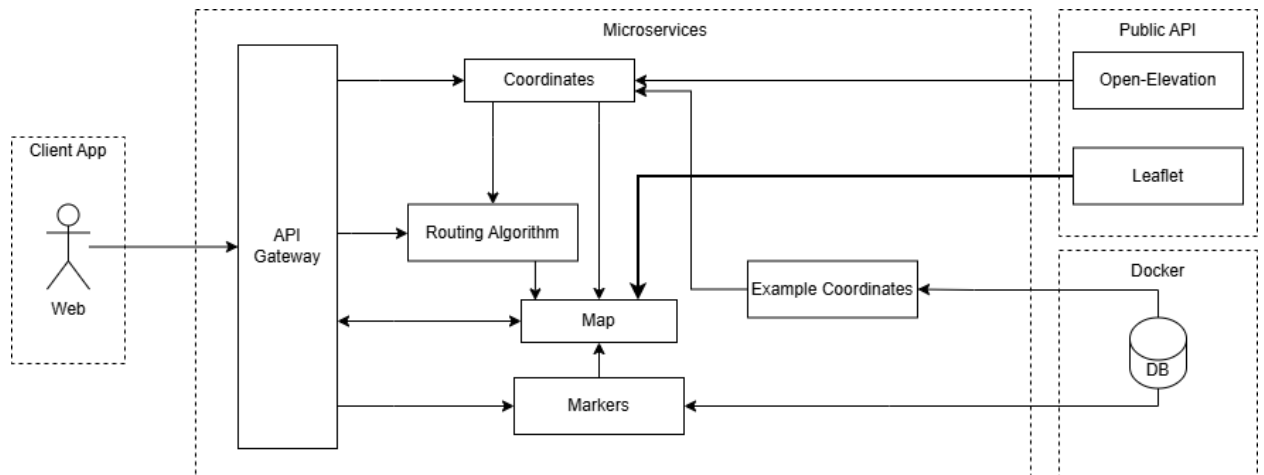 Microservices
Public API
Coordinates
Open-Elevation
Client App
Leaflet
API
Gateway
Routing Algorithm
Web
Docker
Example Coordinates
Map
DB
Markers